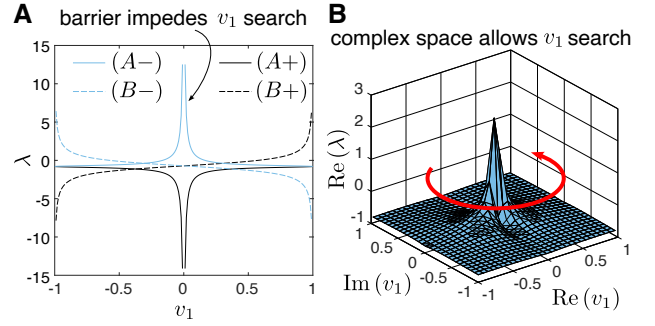 A
barrier impedes v₁ search
15
10
5
0
-5
-10
-15
λ
(A−)
(A+)
(B−)
(B+)
-1
-0.5
0
0.5
1
v₁
B
complex space allows v₁ search
3
2
1
0
-1
Re (λ)
1
0.5
0
-0.5
-1
Im (v₁)
-1
-0.5
0
0.5
1
Re (v₁)